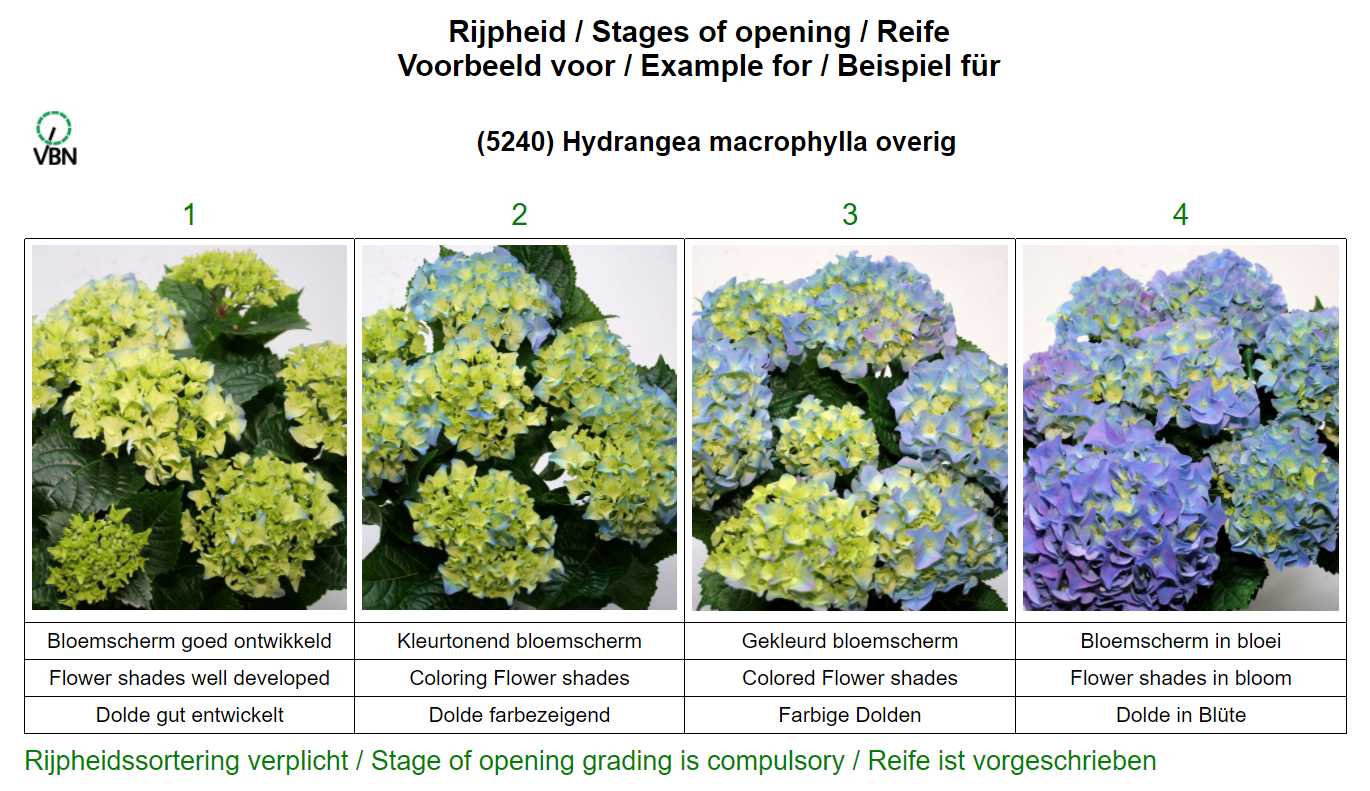 Rijpheid / Stages of opening / Reife
Voorbeeld voor / Example for / Beispiel für
VBN
(5240) Hydrangea macrophylla overig
1 2 3 4
Bloemscherm goed ontwikkeld Kleurtonend bloemscherm Gekleurd bloemscherm Bloemscherm in bloei
Flower shades well developed Coloring Flower shades Colored Flower shades Flower shades in bloom
Dolde gut entwickelt Dolde farbezeigend Farbige Dolden Dolde in Blüte
Rijpheidssortering verplicht / Stage of opening grading is compulsory / Reife ist vorgeschrieben